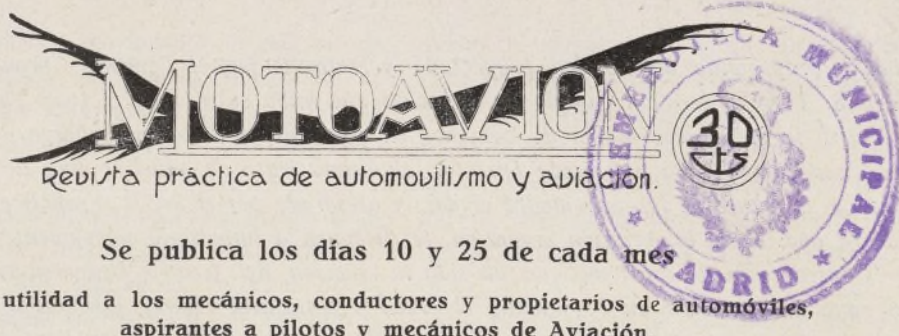 MOTOAVION
30 cts
Revista práctica de automovilismo y aviación.
HEMEROTECA MUNICIPAL
* MADRID *
Se publica los días 10 y 25 de cada mes
utilidad a los mecánicos, conductores y propietarios de automóviles,
aspirantes a pilotos y mecánicos de Aviación